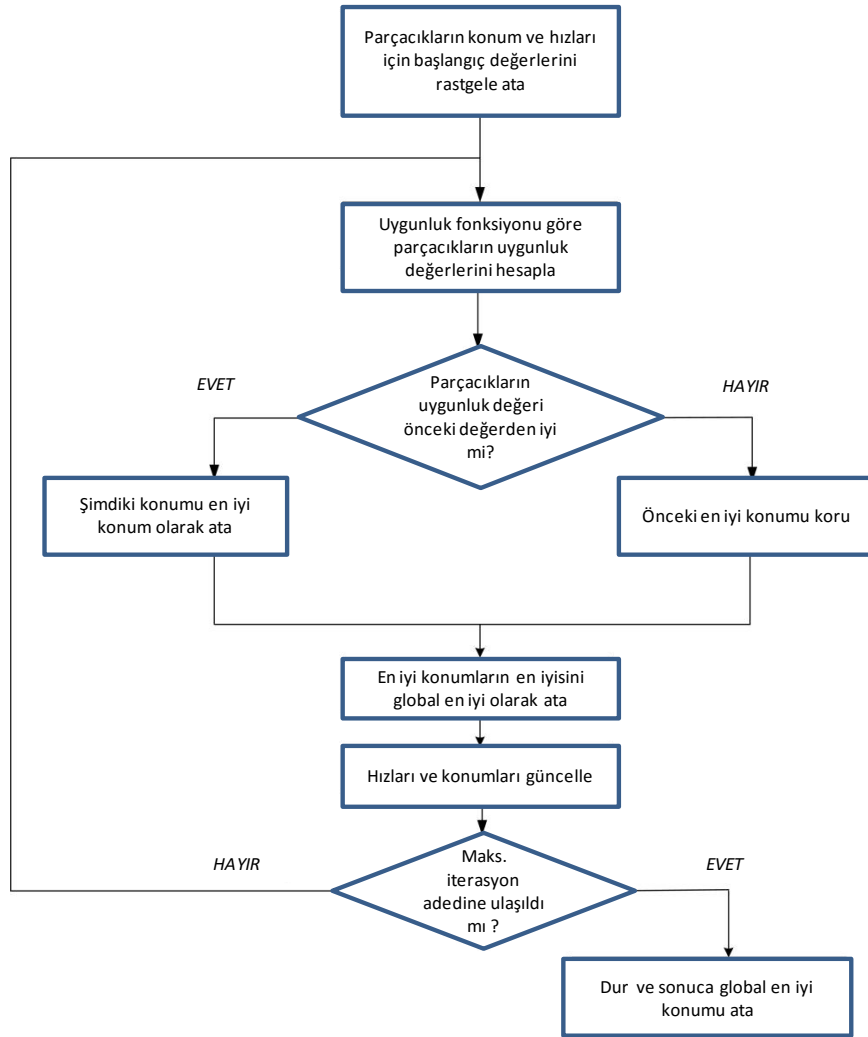 Parçacıkların konum ve hızları
için başlangıç değerlerini
rastgele ata
Uygunluk fonksiyonu göre
parçacıkların uygunluk
değerlerini hesapla
EVET
HAYIR
Parçacıkların
uygunluk değeri
önceki değerden iyi
mi?
Şimdiki konumu en iyi
konum olarak ata
Önceki en iyi konumu koru
En iyi konumların en iyisini
global en iyi olarak ata
Hızları ve konumları güncelle
HAYIR
EVET
Maks.
iterasyon
adedine ulaşıldı
mı ?
Dur ve sonuca global en iyi
konumu ata